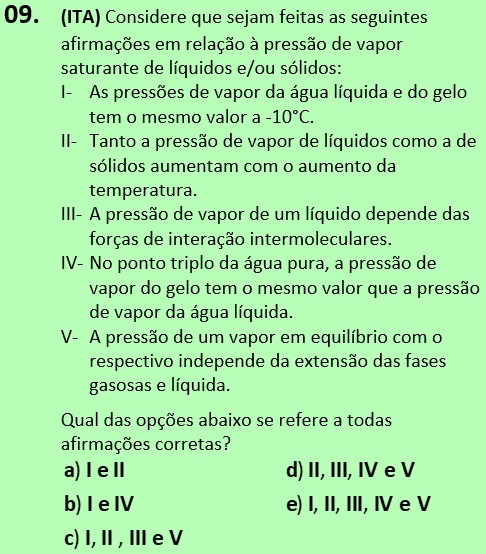 09. (ITA) Considere que sejam feitas as seguintes
afirmações em relação à pressão de vapor
saturante de líquidos e/ou sólidos:
I- As pressões de vapor da água líquida e do gelo
tem o mesmo valor a -10°C.
II- Tanto a pressão de vapor de líquidos como a de
sólidos aumentam com o aumento da
temperatura.
III- A pressão de vapor de um líquido depende das
forças de interação intermoleculares.
IV- No ponto triplo da água pura, a pressão de
vapor do gelo tem o mesmo valor que a pressão
de vapor da água líquida.
V- A pressão de um vapor em equilíbrio com o
respectivo independe da extensão das fases
gasosas e líquida.
Qual das opções abaixo se refere a todas
afirmações corretas?
a) I e II
b) I e IV
c) I, II , III e V
d) II, III, IV e V
e) I, II, III, IV e V